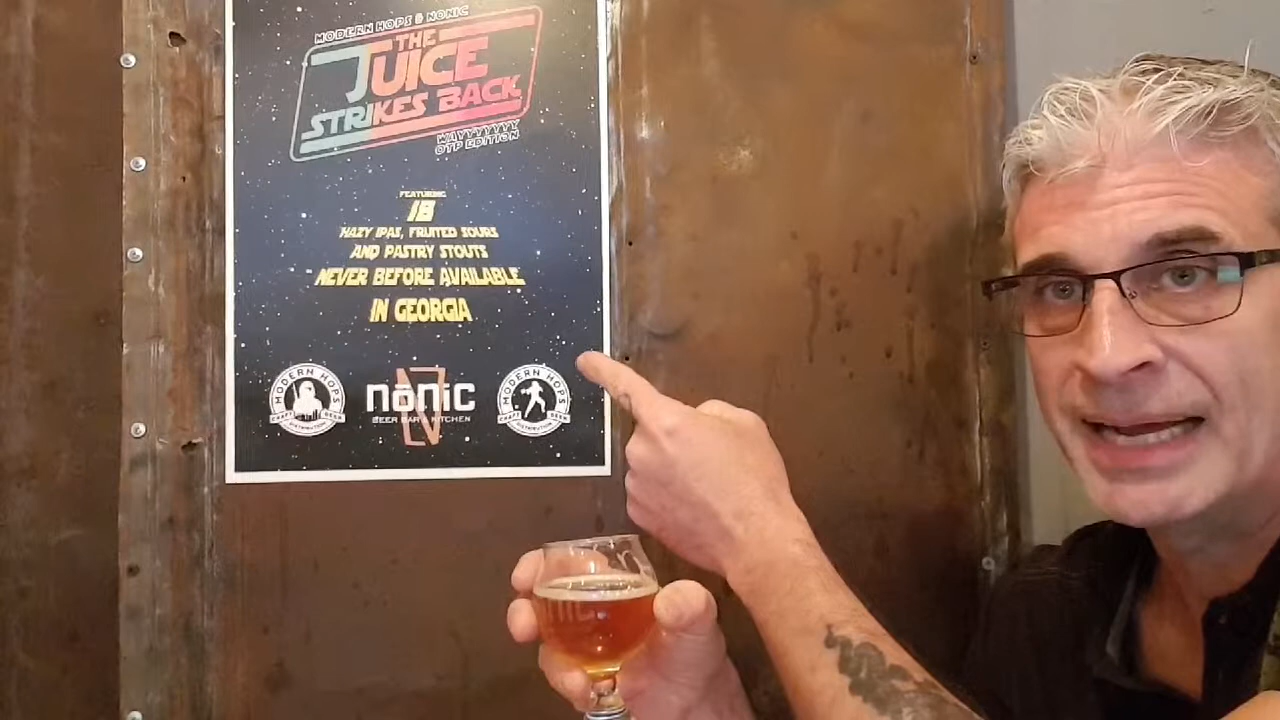 MODERN HOPS & NONIC
THE
JUICE
STRIKES BACK
WAYYYYYYY
OTP EDITION
FEATURING
18
HAZY IPAS, FRUITED SOURS
AND PASTRY STOUTS
NEVER BEFORE AVAILABLE
IN GEORGIA
MODERN HOPS
CRAFT BEER
DISTRIBUTION
nonic
BEER BAR & KITCHEN
MODERN HOPS
CRAFT BEER
DISTRIBUTION